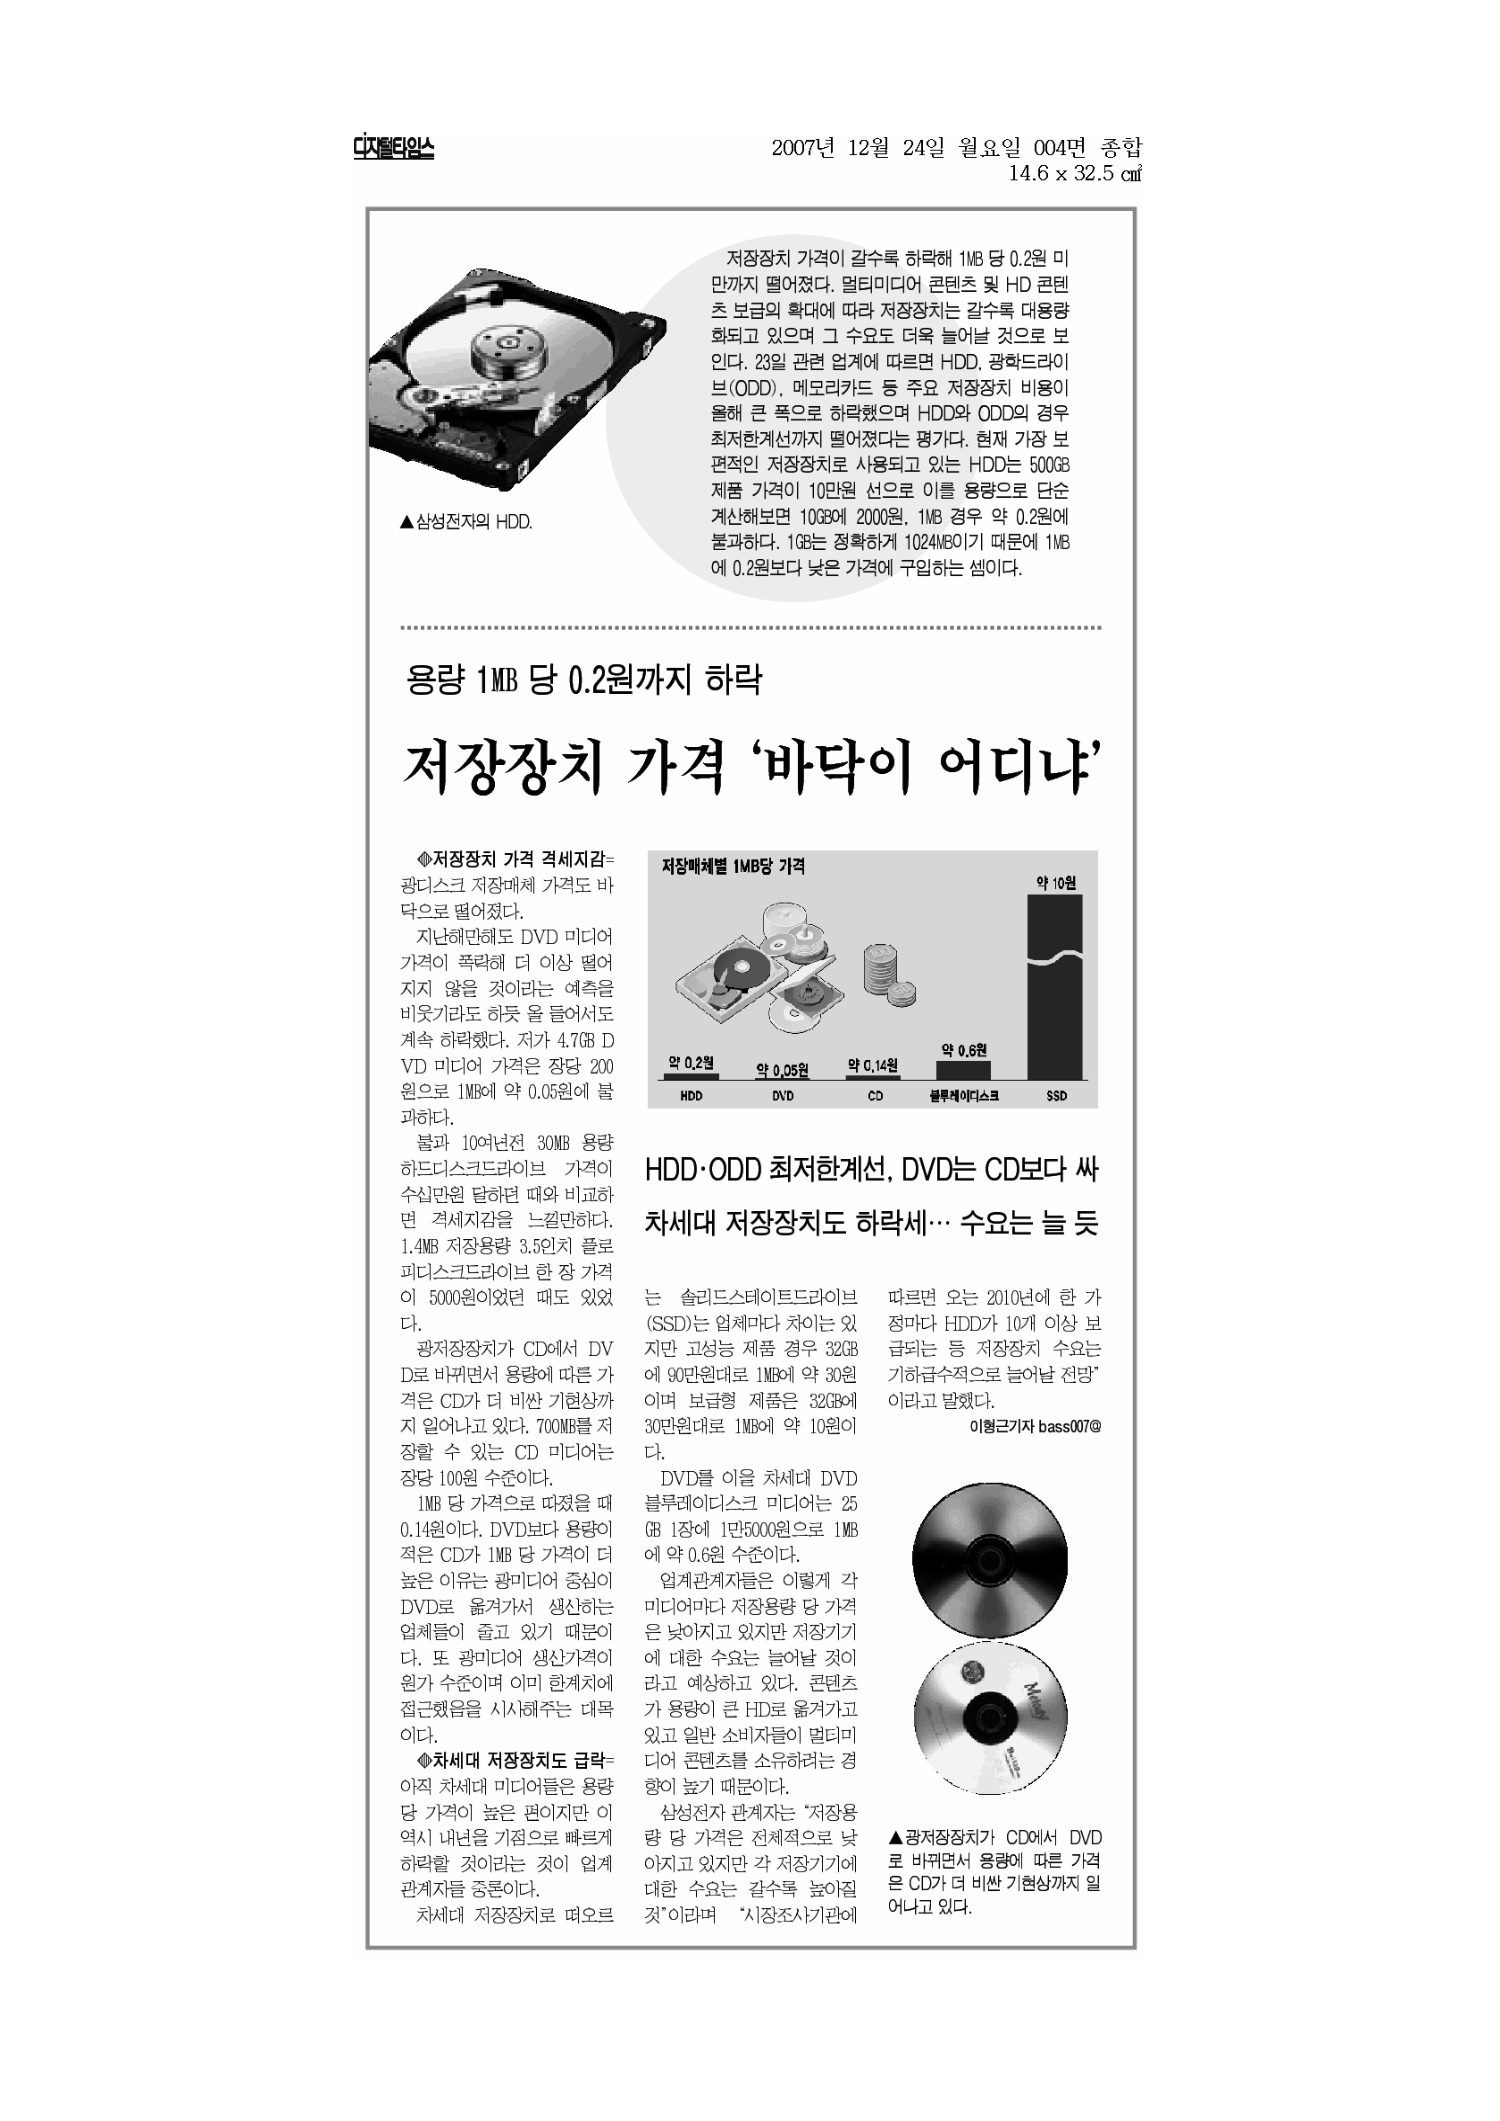 디지털타임스
2007년 12월 24일 월요일 004면 종합
14.6 x 32.5 ㎠
저장장치 가격이 갈수록 하락해 1MB 당 0.2원 미
만까지 떨어졌다. 멀티미디어 콘텐츠 및 HD 콘텐
츠 보급의 확대에 따라 저장장치는 갈수록 대용량
화되고 있으며 그 수요도 더욱 늘어날 것으로 보
인다. 23일 관련 업계에 따르면 HDD, 광학드라이
브(ODD), 메모리카드 등 주요 저장장치 비용이
올해 큰 폭으로 하락했으며 HDD와 ODD의 경우
최저한계선까지 떨어졌다는 평가다. 현재 가장 보
편적인 저장장치로 사용되고 있는 HDD는 500GB
제품 가격이 10만원 선으로 이를 용량으로 단순
계산해보면 10GB에 2000원, 1MB 경우 약 0.2원에
불과하다. 1GB는 정확하게 1024MB이기 때문에 1MB
에 0.2원보다 낮은 가격에 구입하는 셈이다.
▲삼성전자의 HDD.
용량 1MB 당 0.2원까지 하락
저장장치 가격 ‘바닥이 어디냐’
◈저장장치 가격 격세지감=
광디스크 저장매체 가격도 바
닥으로 떨어졌다.
지난해만해도 DVD 미디어
가격이 폭락해 더 이상 떨어
지지 않을 것이라는 예측을
비웃기라도 하듯 올 들어서도
계속 하락했다. 저가 4.7GB D
VD 미디어 가격은 장당 200
원으로 1MB에 약 0.05원에 불
과하다.
불과 10여년전 30MB 용량
하드디스크드라이브 가격이
수십만원 달하던 때와 비교하
면 격세지감을 느낄만하다.
1.4MB 저장용량 3.5인치 플로
피디스크드라이브 한 장 가격
이 5000원이었던 때도 있었
다.
광저장장치가 CD에서 DV
D로 바뀌면서 용량에 따른 가
격은 CD가 더 비싼 기현상까
지 일어나고 있다. 700MB를 저
장할 수 있는 CD 미디어는
장당 100원 수준이다.
1MB 당 가격으로 따졌을 때
0.14원이다. DVD보다 용량이
적은 CD가 1MB 당 가격이 더
높은 이유는 광미디어 중심이
DVD로 옮겨가서 생산하는
업체들이 줄고 있기 때문이
다. 또 광미디어 생산가격이
원가 수준이며 이미 한계치에
접근했음을 시사해주는 대목
이다.
◈차세대 저장장치도 급락=
아직 차세대 미디어들은 용량
당 가격이 높은 편이지만 이
역시 내년을 기점으로 빠르게
하락할 것이라는 것이 업계
관계자들 중론이다.
차세대 저장장치로 떠오르
저장매체별 1MB당 가격
약 0.2원
약 0.05원
약 0.14원
약 0.6원
약 10원
HDD
DVD
CD
블루레이디스크
SSD
HDD·ODD 최저한계선, DVD는 CD보다 싸
차세대 저장장치도 하락세… 수요는 늘 듯
는 솔리드스테이트드라이브
(SSD)는 업체마다 차이는 있
지만 고성능 제품 경우 32GB
에 90만원대로 1MB에 약 30원
이며 보급형 제품은 32GB에
30만원대로 1MB에 약 10원이
다.
DVD를 이을 차세대 DVD
블루레이디스크 미디어는 25
GB 1장에 1만5000원으로 1MB
에 약 0.6원 수준이다.
업계관계자들은 이렇게 각
미디어마다 저장용량 당 가격
은 낮아지고 있지만 저장기기
에 대한 수요는 늘어날 것이
라고 예상하고 있다. 콘텐츠
가 용량이 큰 HD로 옮겨가고
있고 일반 소비자들이 멀티미
디어 콘텐츠를 소유하려는 경
향이 높기 때문이다.
삼성전자 관계자는 “저장용
량 당 가격은 전체적으로 낮
아지고 있지만 각 저장기기에
대한 수요는 갈수록 높아질
것”이라며 “시장조사기관에
따르면 오는 2010년에 한 가
정마다 HDD가 10개 이상 보
급되는 등 저장장치 수요는
기하급수적으로 늘어날 전망”
이라고 말했다.
이형근기자 bass007@
Melody
▲광저장장치가 CD에서 DVD
로 바뀌면서 용량에 따른 가격
은 CD가 더 비싼 기현상까지 일
어나고 있다.